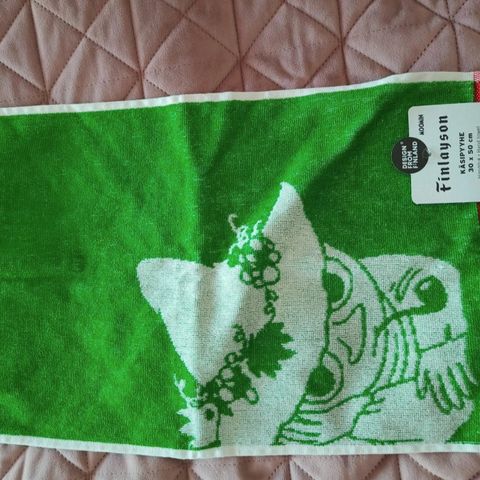 DESIGN
FROM
FINLAND
MOOMIN
Finlayson
KÄSIPYYHE
30 x 50 cm